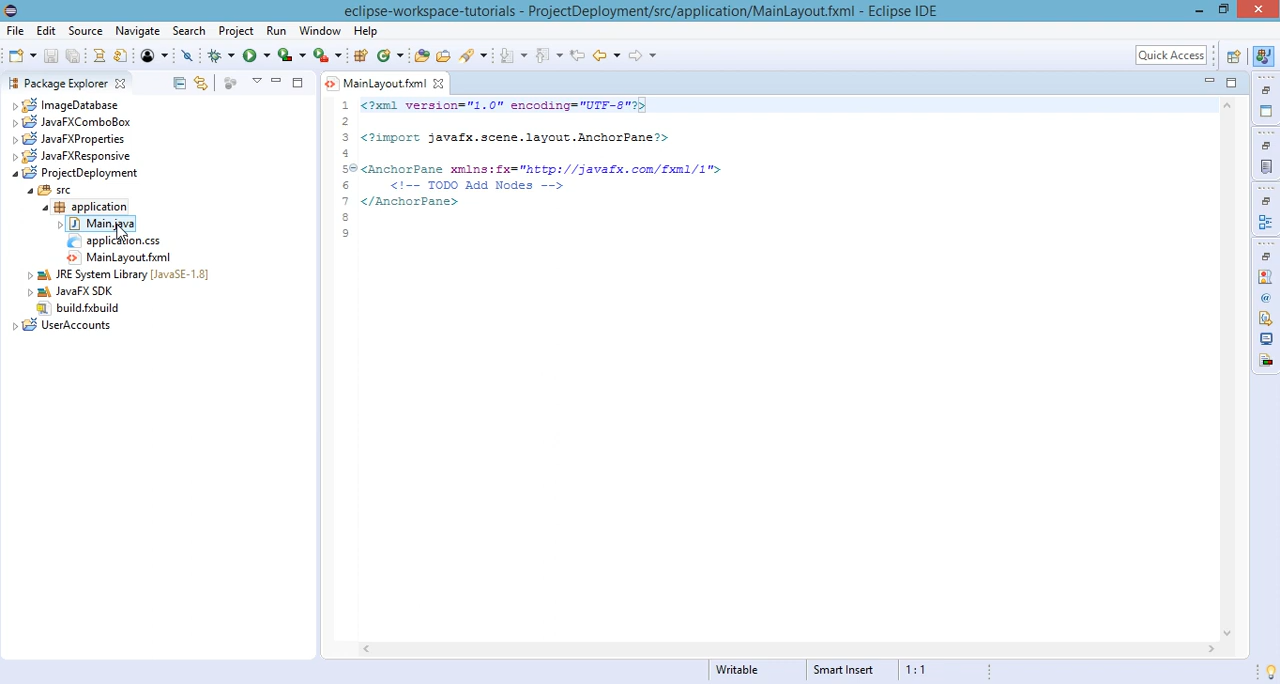 eclipse-workspace-tutorials - ProjectDeployment/src/application/MainLayout.fxml - Eclipse IDE
File Edit Source Navigate Search Project Run Window Help
Quick Access
Package Explorer
MainLayout.fxml
ImageDatabase
JavaFXComboBox
JavaFXProperties
JavaFXResponsive
ProjectDeployment
src
application
Main.java
application.css
MainLayout.fxml
JRE System Library [JavaSE-1.8]
JavaFX SDK
build.fxbuild
UserAccounts
1 <?xml version="1.0" encoding="UTF-8"?>
2
3 <?import javafx.scene.layout.AnchorPane?>
4
5 <AnchorPane xmlns:fx="http://javafx.com/fxml/1">
6 <!-- TODO Add Nodes -->
7 </AnchorPane>
8
9
Writable Smart Insert 1 : 1